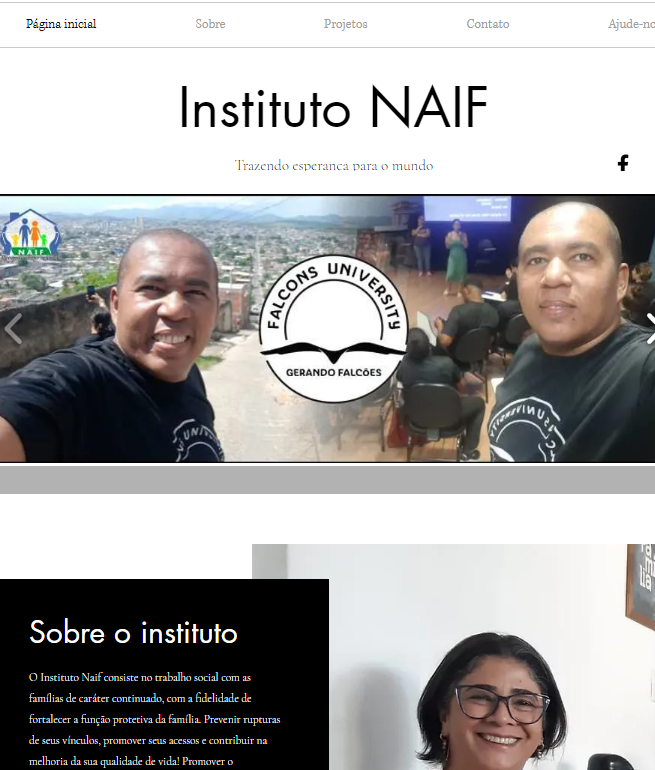 Página inicial
Sobre
Projetos
Contato
Ajude-no
Instituto NAIF
Trazendo esperança para o mundo
NAIF
FALCONS UNIVERSITY
GERANDO FALCÕES
Sobre o instituto
O Instituto Naif consiste no trabalho social com as
famílias de caráter continuado, com a fidelidade de
fortalecer a função protetiva da família. Prevenir rupturas
de seus vínculos, promover seus acessos e contribuir na
melhoria da sua qualidade de vida! Promover o